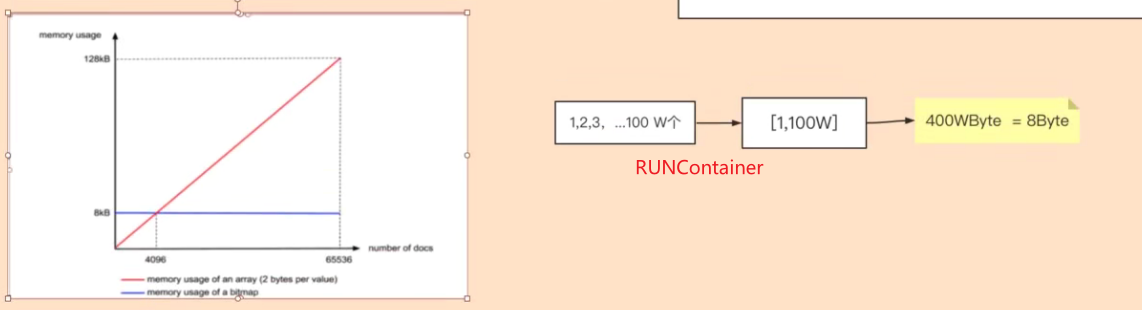 memory usage
128kB
8kB
number of docs
4096
65536
memory usage of an array (2 bytes per value)
memory usage of a bitmap
1,2,3，...100 W个
[1,100W]
400WByte = 8Byte
RUNContainer